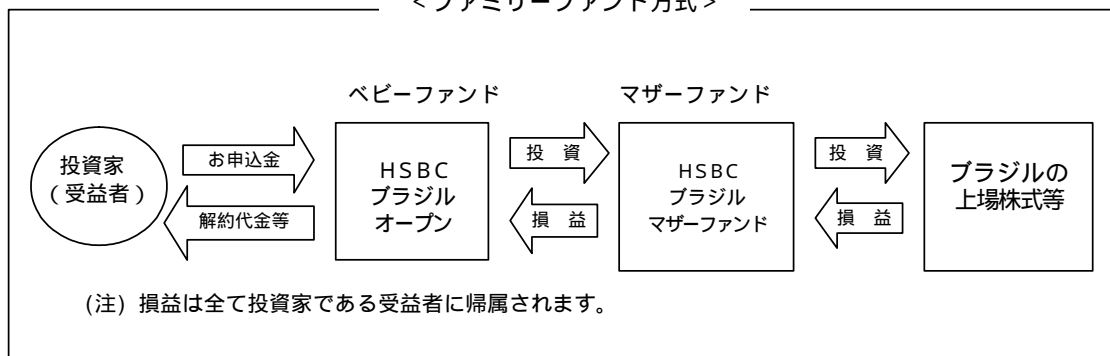 <ファミリーファンド方式>
ベビーファンド
マザーファンド
投資家
(受益者)
お申込金
解約代金等
HSBC
ブラジル
オープン
投 資
損 益
HSBC
ブラジル
マザーファンド
投 資
損 益
ブラジルの
上場株式等
(注) 損益は全て投資家である受益者に帰属されます。